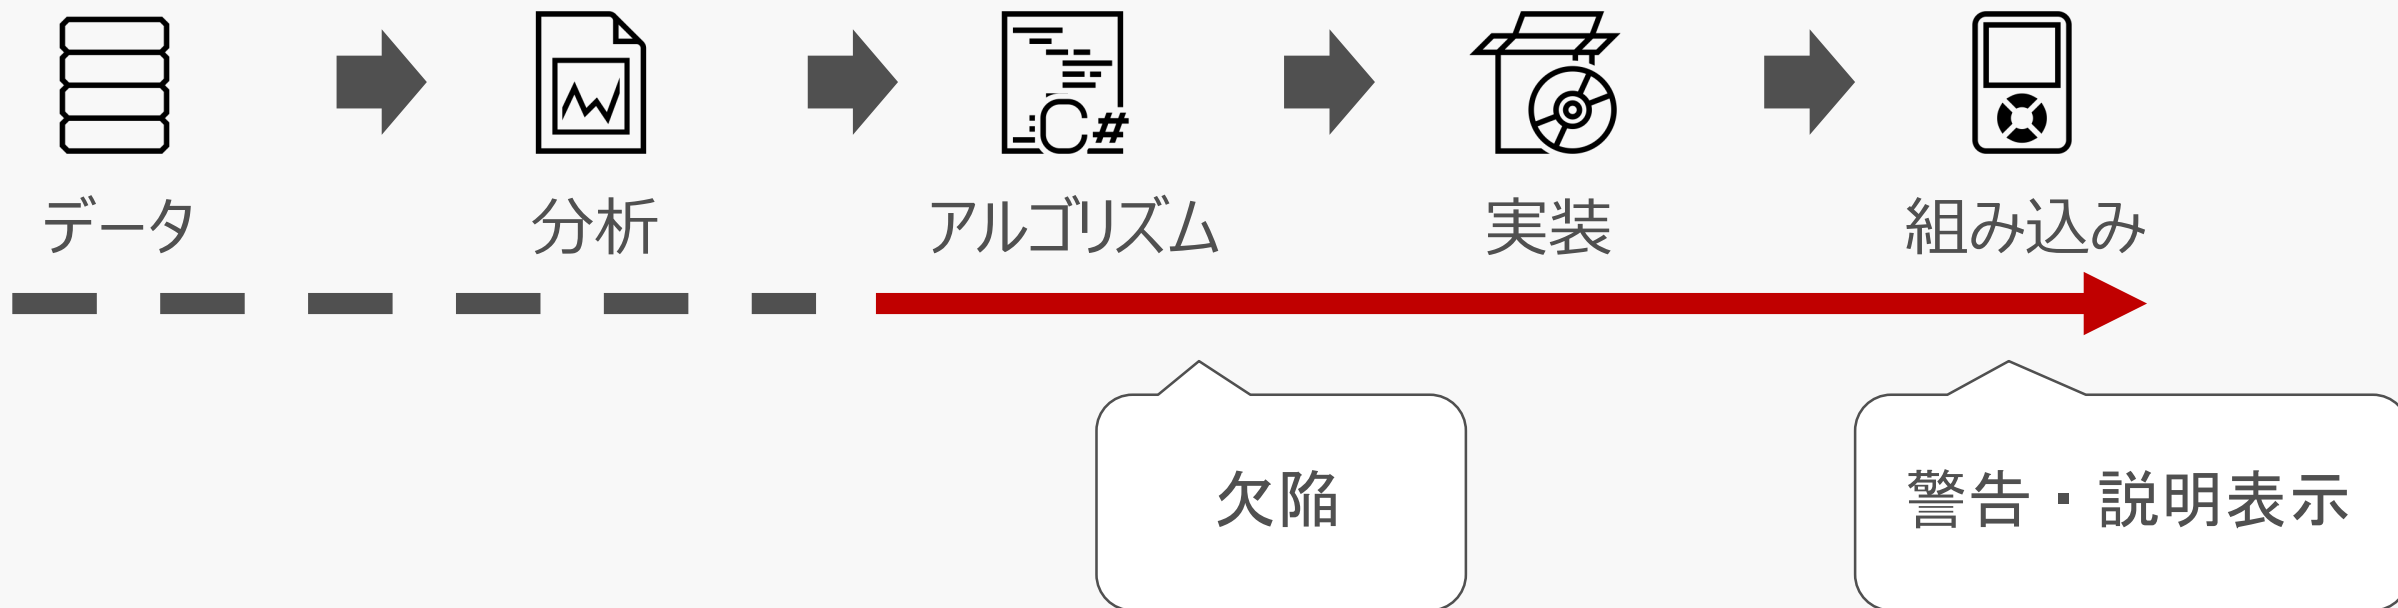 C#
データ
分析
アルゴリズム
実装
組み込み
欠陥
警告・説明表示